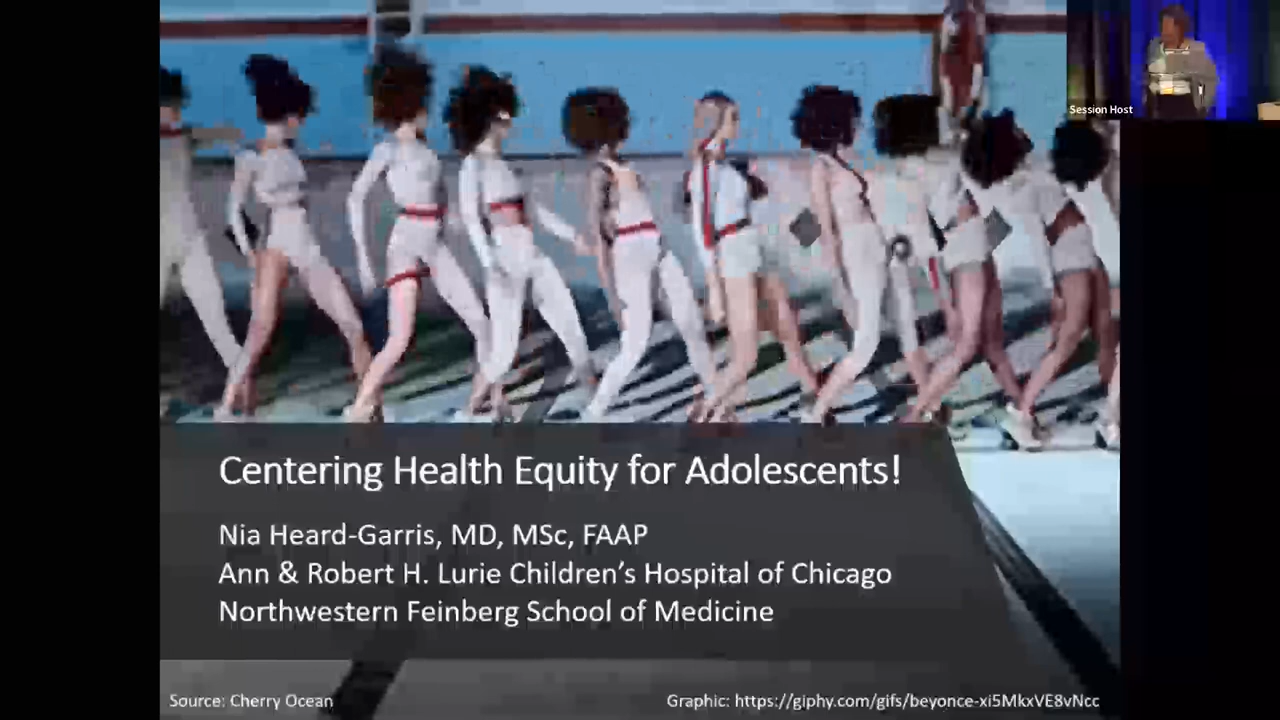 Session Host
Centering Health Equity for Adolescents!
Nia Heard-Garris, MD, MSc, FAAP
Ann & Robert H. Lurie Children's Hospital of Chicago
Northwestern Feinberg School of Medicine
Source: Cherry Ocean
Graphic: https://giphy.com/gifs/beyonce-xi5MkxVE8vNcc